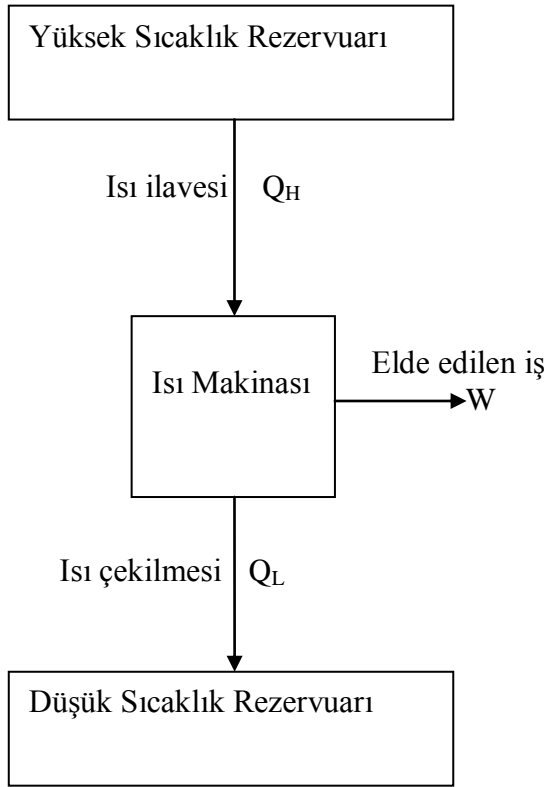 Yüksek Sıcaklık Rezervuarı
Isı ilavesi Q_H
Isı Makinası
Elde edilen iş
W
Isı çekilmesi Q_L
Düşük Sıcaklık Rezervuarı